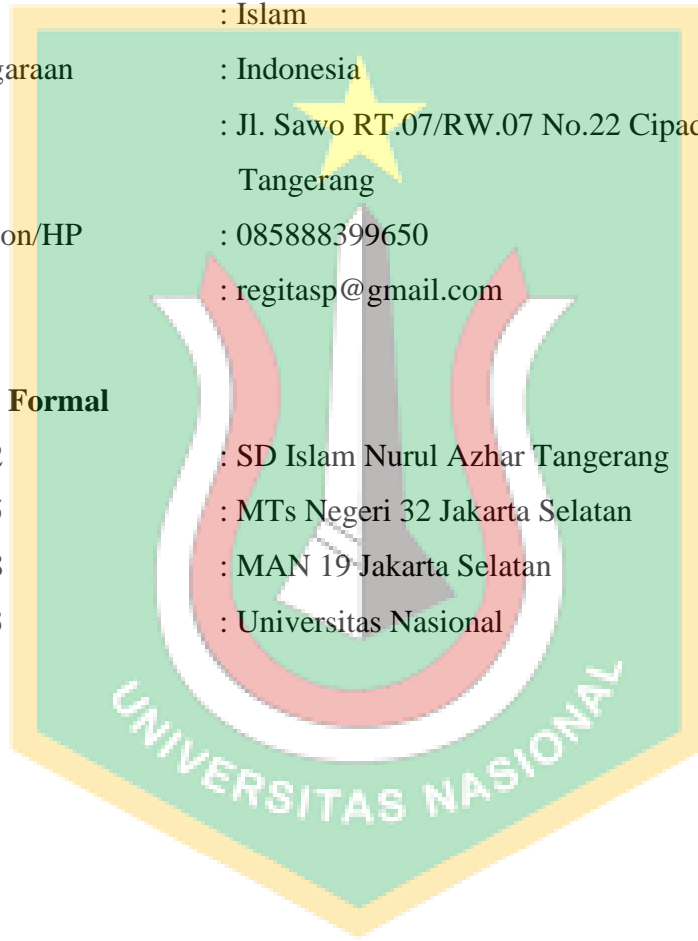 : Islam
garaan : Indonesia
: Jl. Sawo RT.07/RW.07 No.22 Cipad
Tangerang
on/HP : 085888399650
: regitasp@gmail.com
Formal
: SD Islam Nurul Azhar Tangerang
: MTs Negeri 32 Jakarta Selatan
: MAN 19 Jakarta Selatan
: Universitas Nasional
UNIVERSITAS NASIONAL